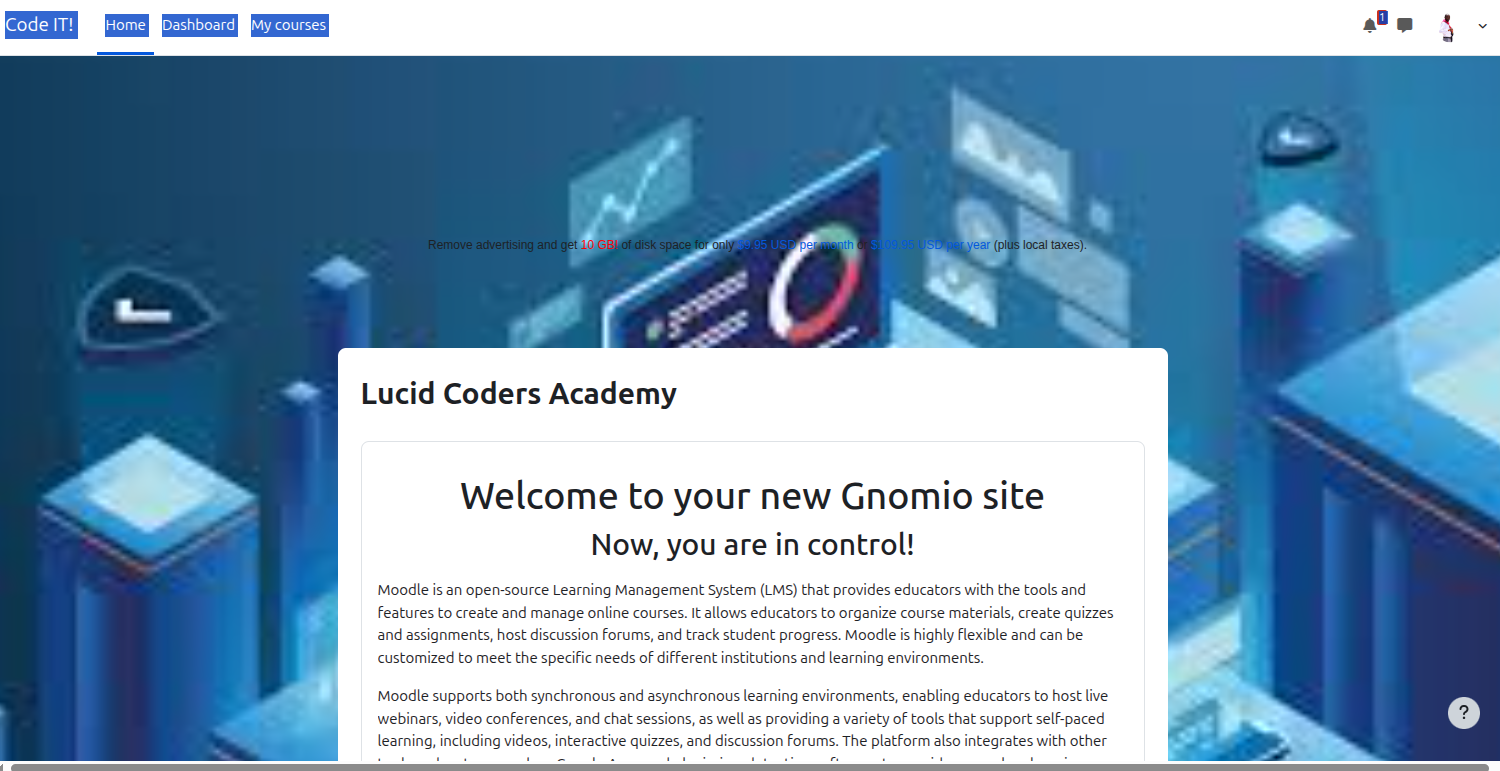 Code IT! Home Dashboard My courses 1
Remove advertising and get 10 GB! of disk space for only $9.95 USD per month or $109.95 USD per year (plus local taxes).
Lucid Coders Academy
Welcome to your new Gnomio site
Now, you are in control!
Moodle is an open-source Learning Management System (LMS) that provides educators with the tools and
features to create and manage online courses. It allows educators to organize course materials, create quizzes
and assignments, host discussion forums, and track student progress. Moodle is highly flexible and can be
customized to meet the specific needs of different institutions and learning environments.
Moodle supports both synchronous and asynchronous learning environments, enabling educators to host live
webinars, video conferences, and chat sessions, as well as providing a variety of tools that support self-paced
learning, including videos, interactive quizzes, and discussion forums. The platform also integrates with other
?